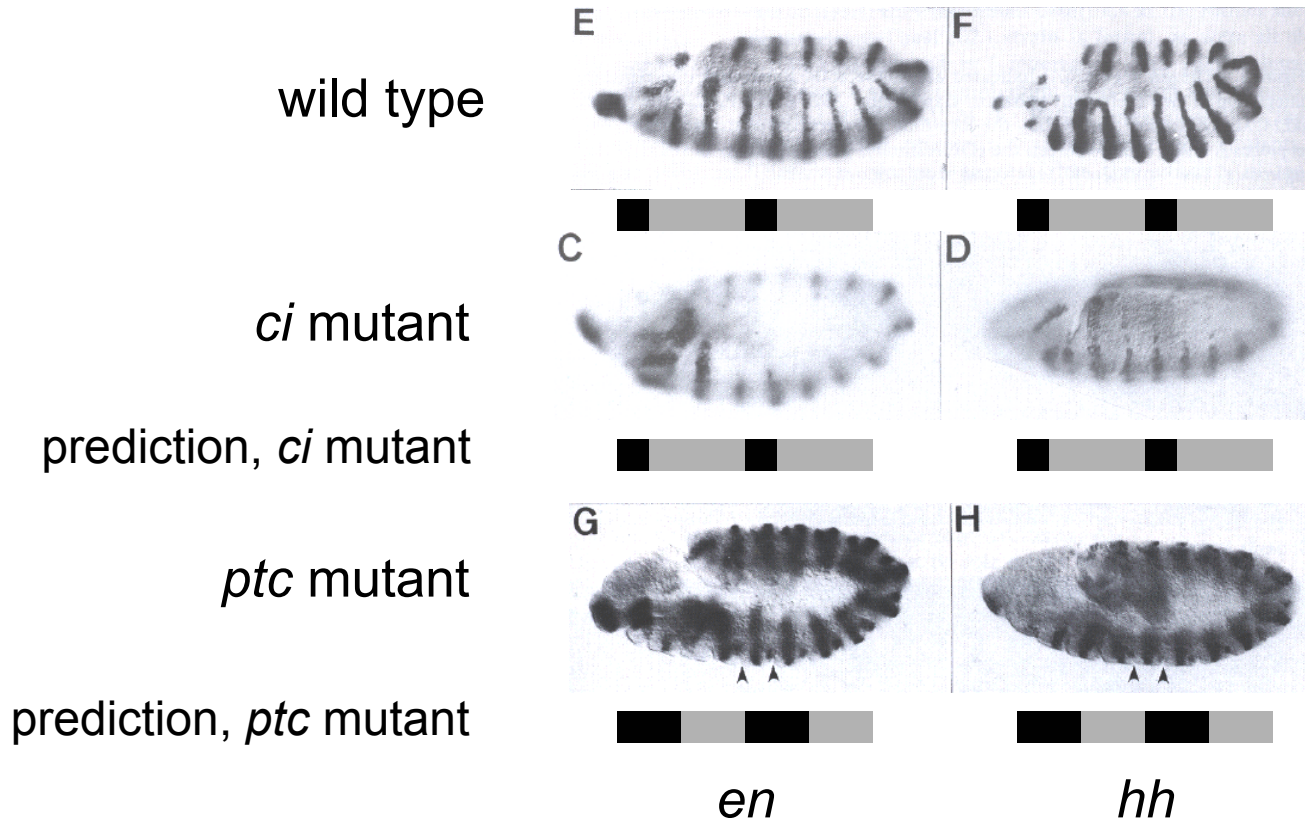 E
F
wild type
C
D
ci mutant
prediction, ci mutant
G
H
ptc mutant
prediction, ptc mutant
en
hh